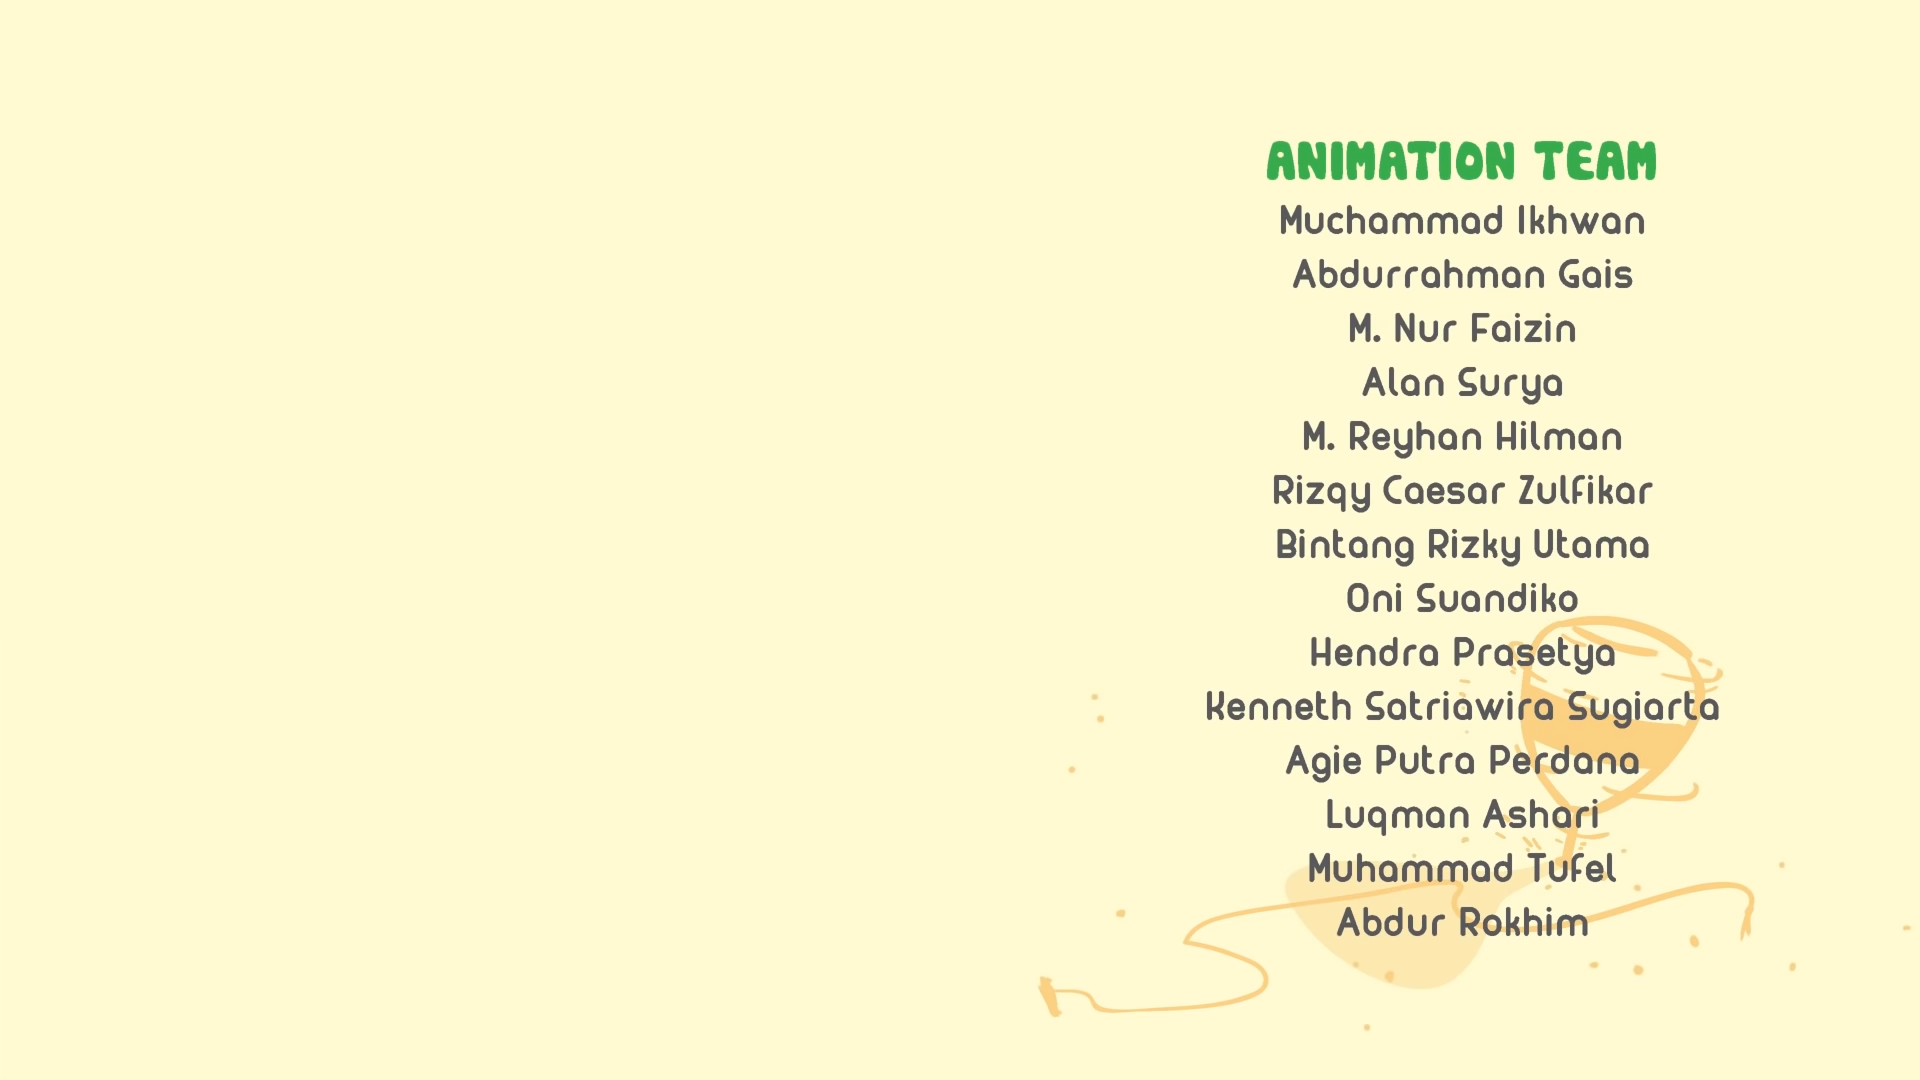 ANIMATION TEAM
Muchammad Ikhwan
Abdurrahman Gais
M. Nur Faizin
Alan Surya
M. Reyhan Hilman
Rizqy Caesar Zulfikar
Bintang Rizky Utama
Oni Suandiko
Hendra Prasetya
Kenneth Satriawira Sugiarta
Agie Putra Perdana
Luqman Ashari
Muhammad Tufel
Abdur Rokhim